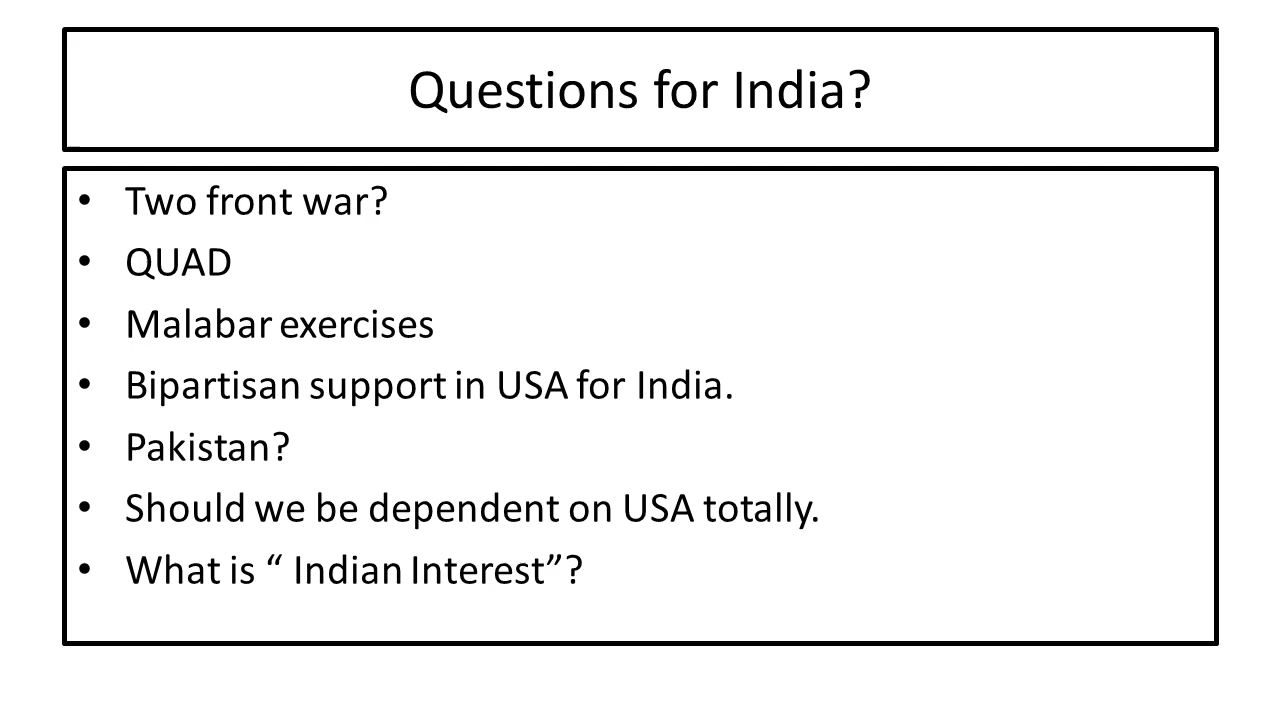 Questions for India?
• Two front war?
• QUAD
• Malabar exercises
• Bipartisan support in USA for India.
• Pakistan?
• Should we be dependent on USA totally.
• What is “ Indian Interest”?